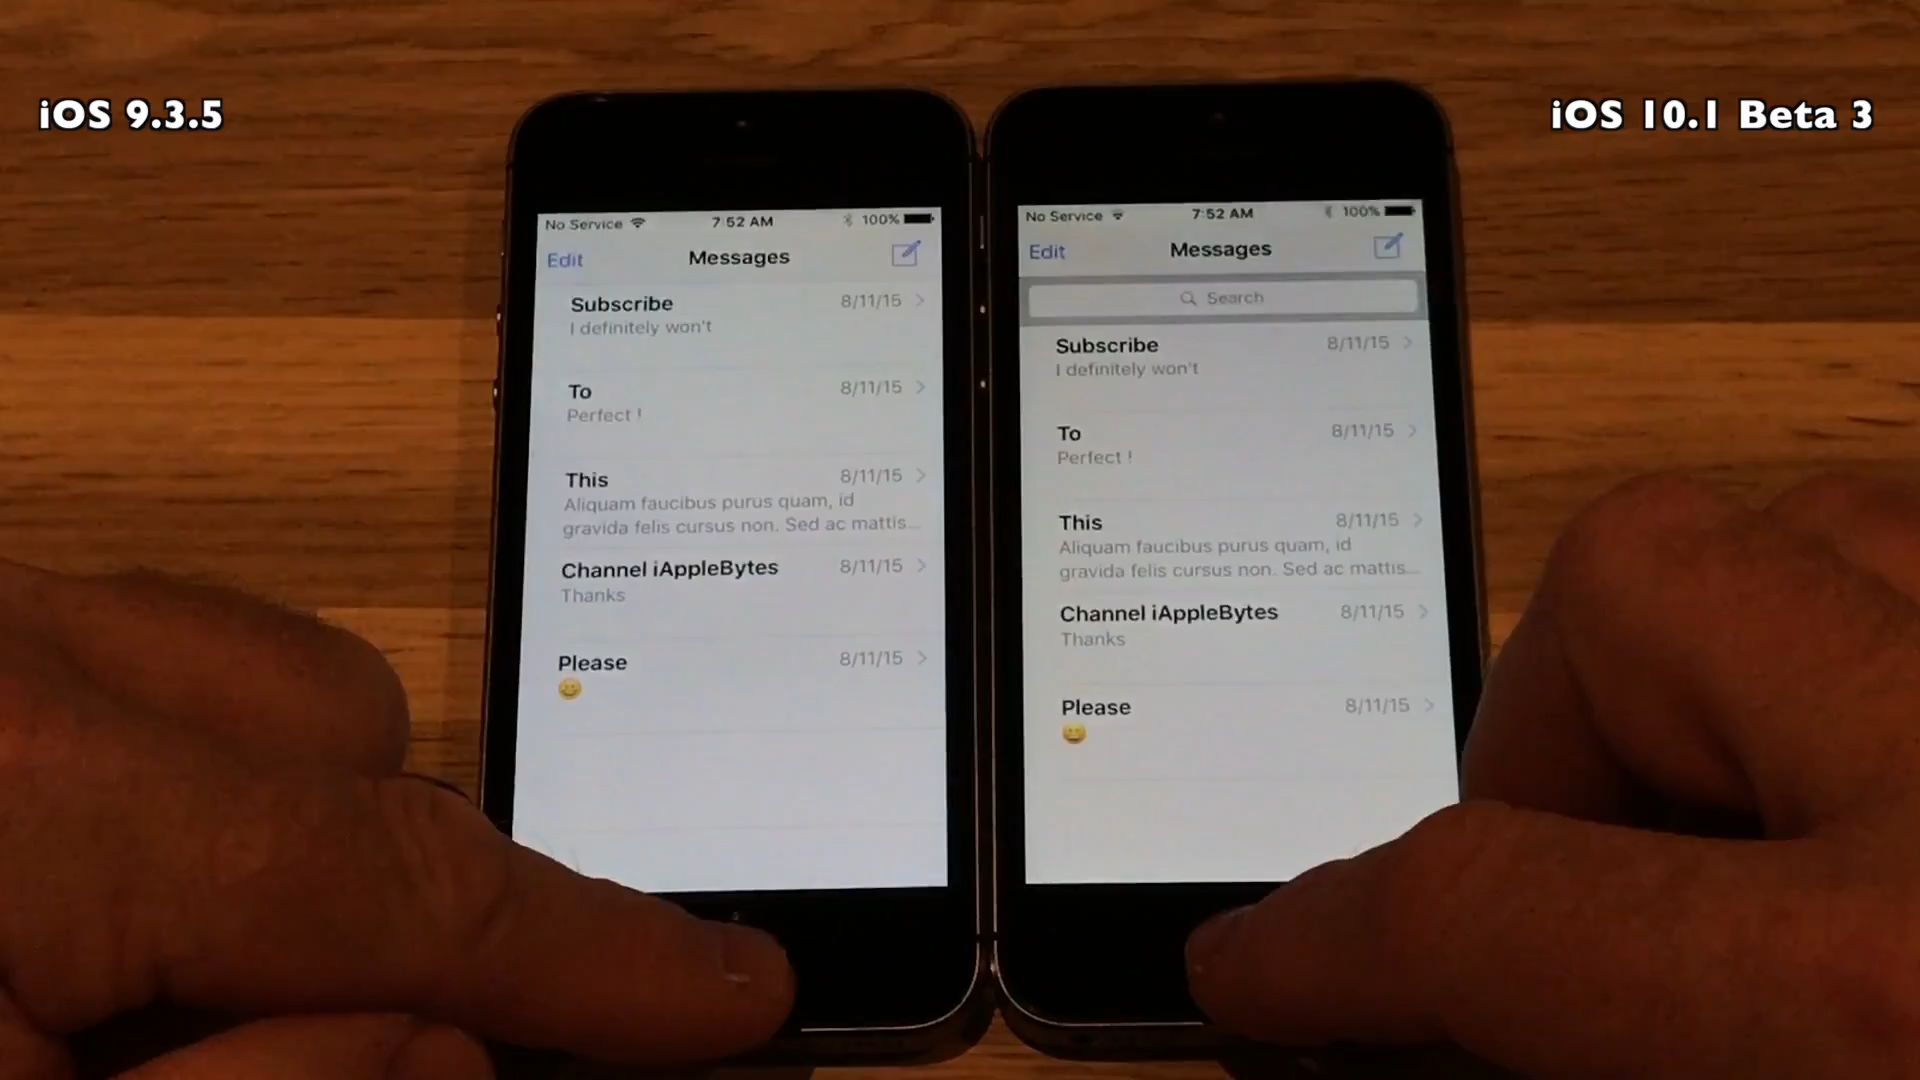 iOS 9.3.5
iOS 10.1 Beta 3
No Service 7:52 AM 100%
Edit Messages
Subscribe 8/11/15
I definitely won't
To 8/11/15
Perfect !
This 8/11/15
Aliquam faucibus purus quam, id
gravida felis cursus non. Sed ac mattis...
Channel iAppleBytes 8/11/15
Thanks
Please 8/11/15
No Service 7:52 AM 100%
Edit Messages
Search
Subscribe 8/11/15
I definitely won't
To 8/11/15
Perfect !
This 8/11/15
Aliquam faucibus purus quam, id
gravida felis cursus non. Sed ac mattis...
Channel iAppleBytes 8/11/15
Thanks
Please 8/11/15